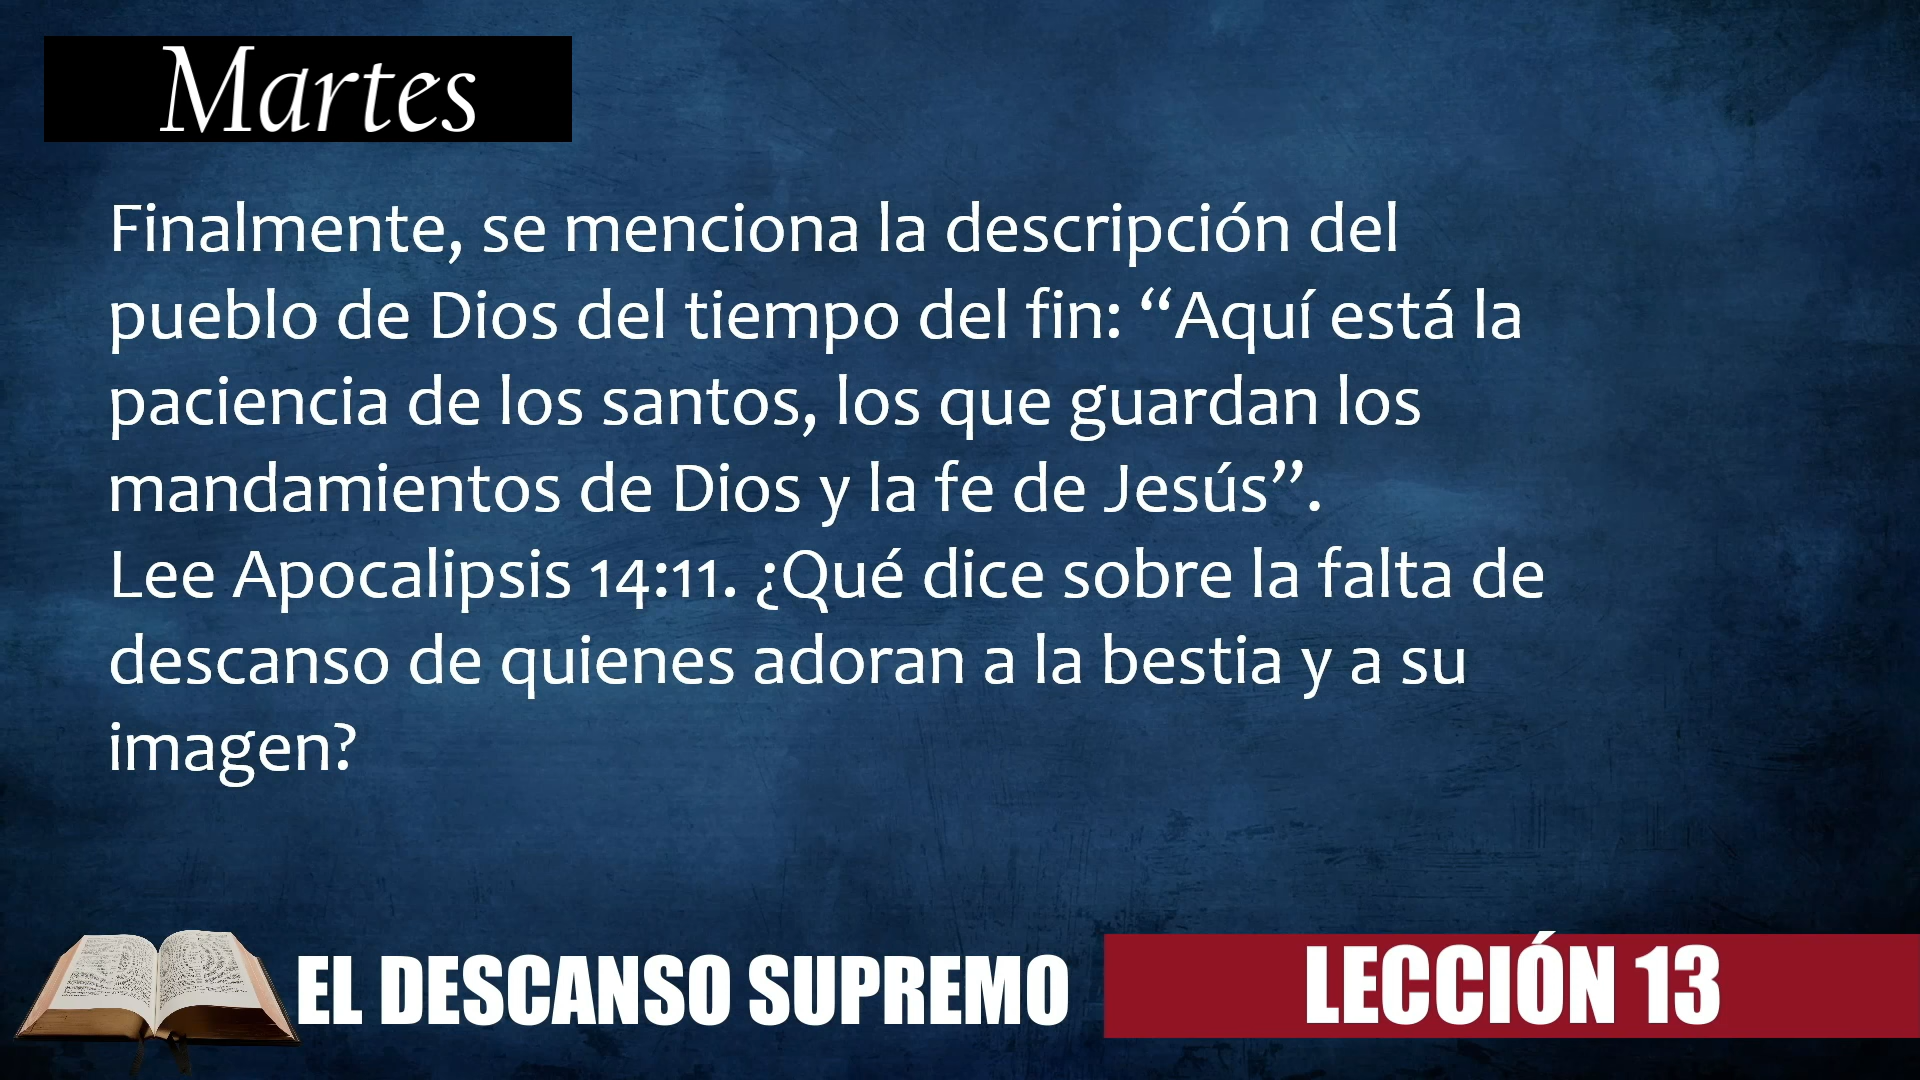 Martes
Finalmente, se menciona la descripción del
pueblo de Dios del tiempo del fin: “Aquí está la
paciencia de los santos, los que guardan los
mandamientos de Dios y la fe de Jesús”.
Lee Apocalipsis 14:11. ¿Qué dice sobre la falta de
descanso de quienes adoran a la bestia y a su
imagen?
EL DESCANSO SUPREMO
LECCIÓN 13